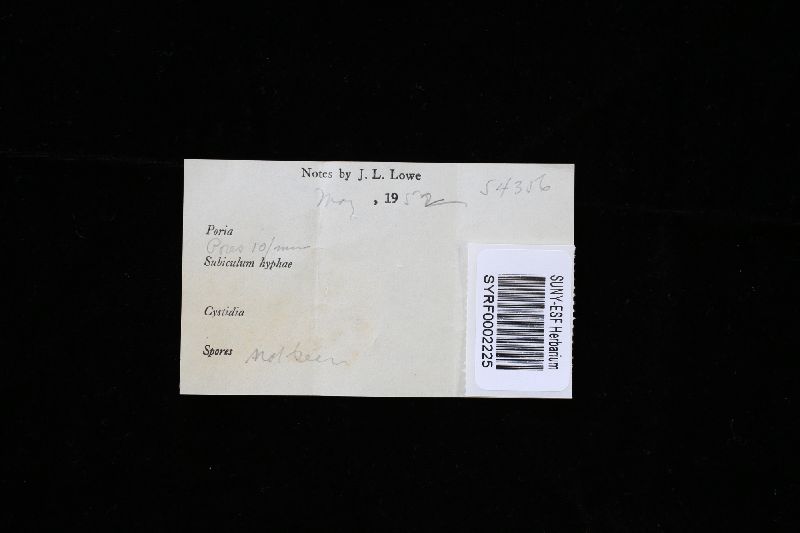 Notes by J. L. Lowe
May, 1952
54356
Poria
Pores 10/mm
Subiculum hyphae
Cystidia
Spores not seen
SUNY-ESF Herbarium
SYRF0002225